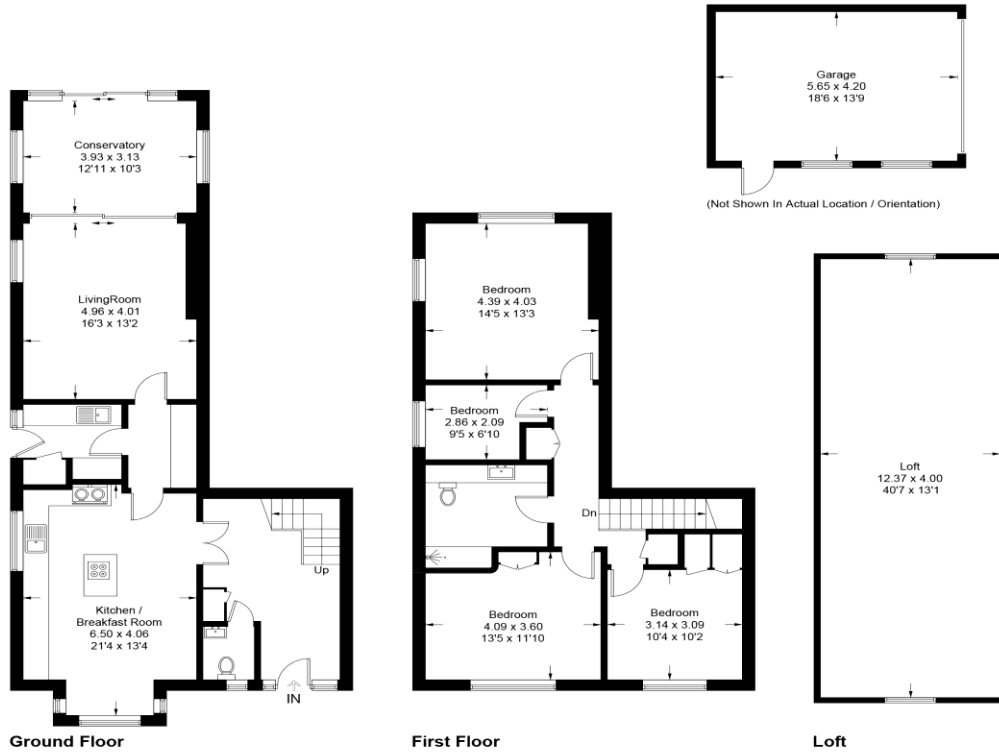 Garage
5.65 x 4.20
18'6 x 13'9
(Not Shown In Actual Location / Orientation)
Conservatory
3.93 x 3.13
12'11 x 10'3
LivingRoom
4.96 x 4.01
16'3 x 13'2
Kitchen /
Breakfast Room
6.50 x 4.06
21'4 x 13'4
Up
IN
Ground Floor
Bedroom
4.39 x 4.03
14'5 x 13'3
Bedroom
2.86 x 2.09
9'5 x 6'10
Dn
Bedroom
4.09 x 3.60
13'5 x 11'10
Bedroom
3.14 x 3.09
10'4 x 10'2
First Floor
Loft
12.37 x 4.00
40'7 x 13'1
Loft